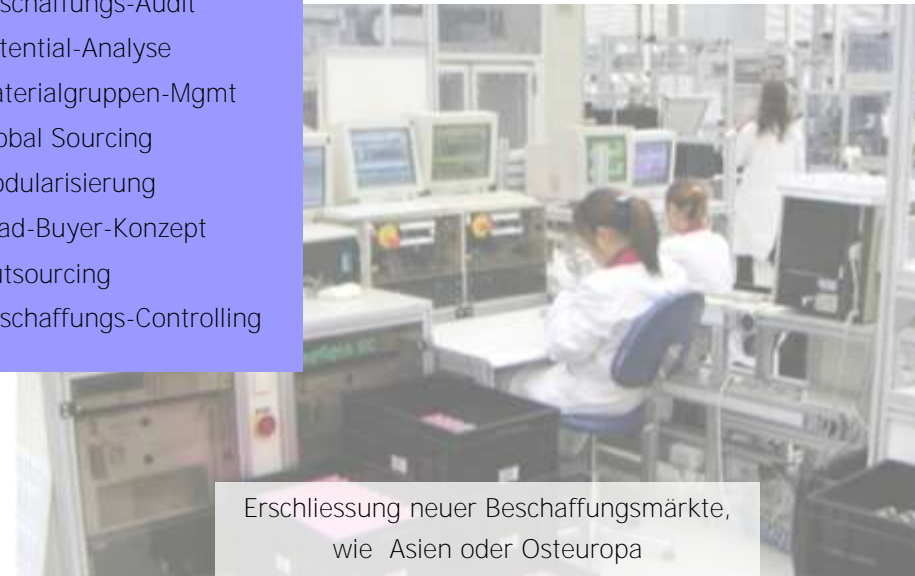 schaffungs-Audit
tential-Analyse
aterialgruppen-Mgmt
obal Sourcing
odularisierung
ad-Buyer-Konzept
utsourcing
schaffungs-Controlling
Erschliessung neuer Beschaffungsmärkte,
wie Asien oder Osteuropa